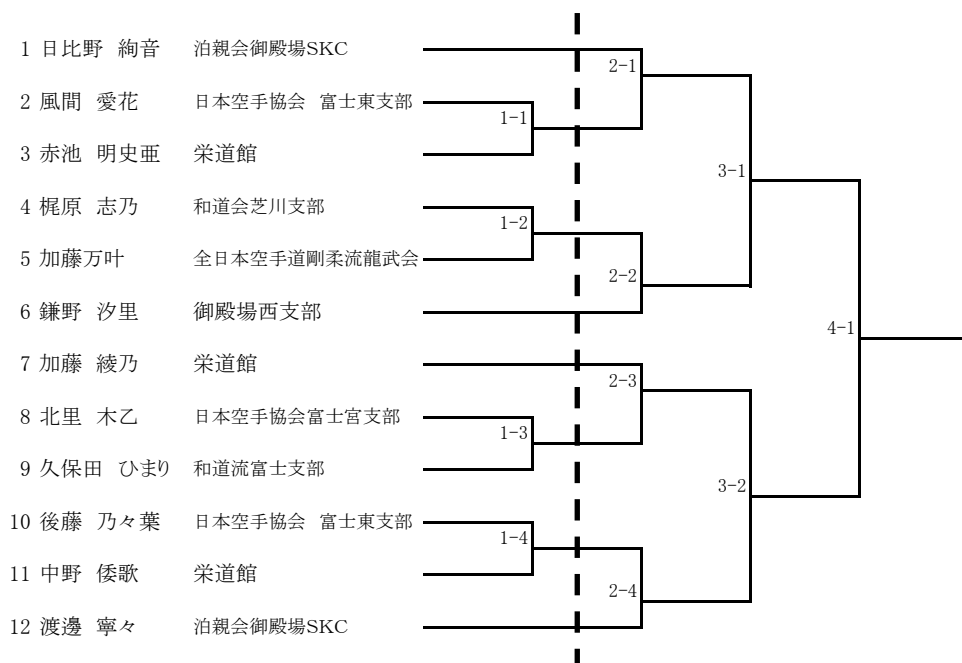 1 日比野 絢音 泊親会御殿場SKC
2-1
2 風間 愛花 日本空手協会 富士東支部
1-1
3 赤池 明史亜 栄道館
3-1
4 梶原 志乃 和道会芝川支部
1-2
5 加藤万叶 全日本空手道剛柔流龍武会
2-2
6 鎌野 汐里 御殿場西支部
4-1
7 加藤 綾乃 栄道館
2-3
8 北里 木乙 日本空手協会富士宮支部
1-3
9 久保田 ひまり 和道流富士支部
3-2
10 後藤 乃々葉 日本空手協会 富士東支部
1-4
11 中野 倭歌 栄道館
2-4
12 渡邊 寧々 泊親会御殿場SKC